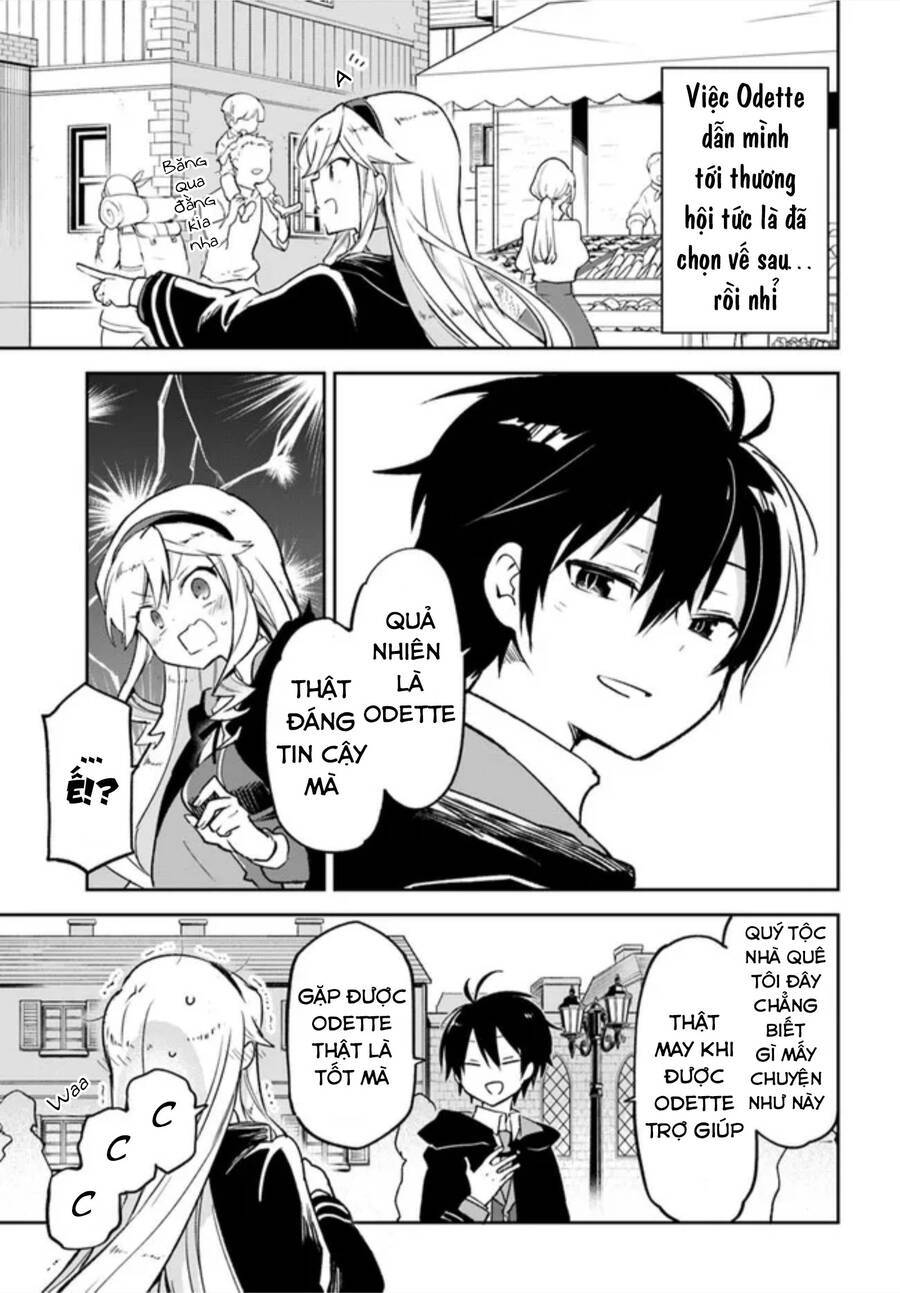 Việc Odette
dẫn mình
tới thương
hội tức là đã
chọn vế sau...
rồi nhỉ
A
Băng
qua
đằng
kia
nha
QUẢ
NHIÊN
LÀ
ODETTE
THẬT
ĐÁNG
TIN CẬY
MÀ
...
Ế!?
QUÝ TỘC
NHÀ QUÊ
TÔI ĐÂY
CHẲNG
BIẾT
GÌ MẤY
CHUYỆN
NHƯ NÀY
THẬT
MAY KHI
ĐƯỢC
ODETTE
TRỢ GIÚP
GẶP ĐƯỢC
ODETTE
THẬT LÀ
TỐT MÀ
Waa
C
C
C
C